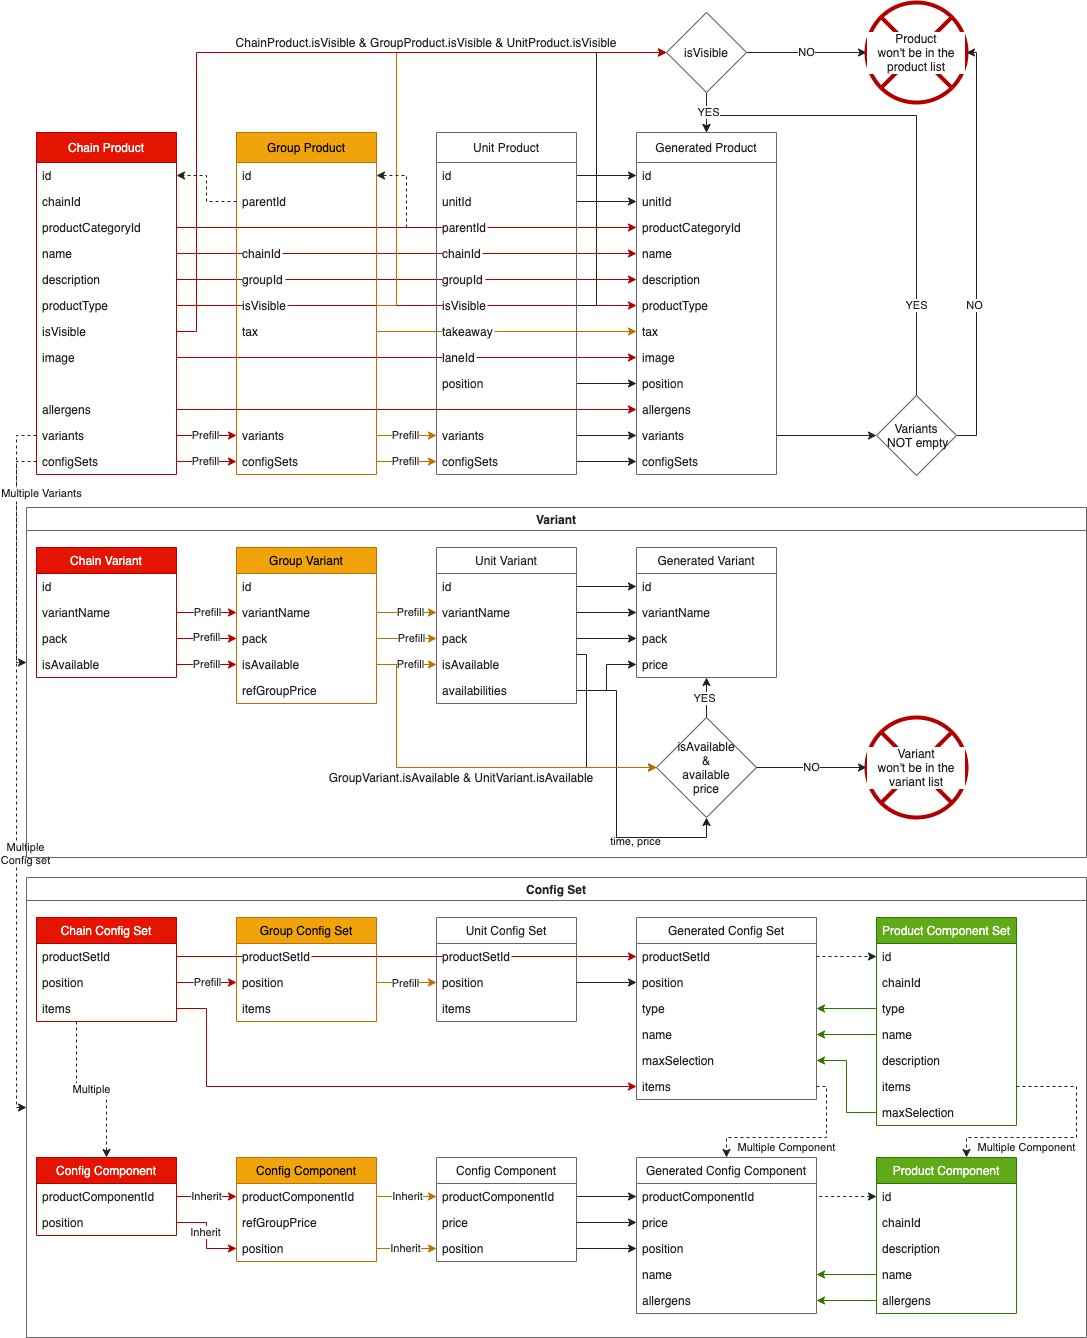 ChainProduct.isVisible & GroupProduct.isVisible & UnitProduct.isVisible
isVisible
NO
Product
won't be in the
product list
YES
Chain Product
id
chainId
productCategoryId
name
description
productType
isVisible
image
allergens
variants
configSets
Group Product
id
parentId
chainId
groupId
isVisible
tax
variants
configSets
Unit Product
id
unitId
parentId
chainId
groupId
isVisible
takeaway
laneId
position
variants
configSets
Generated Product
id
unitId
productCategoryId
name
description
productType
tax
image
position
allergens
variants
configSets
Prefill
Prefill
Prefill
Prefill
YES
NO
Variants
NOT empty
Multiple Variants
Variant
Chain Variant
id
variantName
pack
isAvailable
Group Variant
id
variantName
pack
isAvailable
refGroupPrice
Unit Variant
id
variantName
pack
isAvailable
availabilities
Generated Variant
id
variantName
pack
price
Prefill
Prefill
Prefill
Prefill
Prefill
Prefill
YES
isAvailable
&
available
price
NO
Variant
won't be in the
variant list
GroupVariant.isAvailable & UnitVariant.isAvailable
time, price
Multiple
Config set
Config Set
Chain Config Set
productSetId
position
items
Group Config Set
productSetId
position
items
Unit Config Set
productSetId
position
items
Generated Config Set
productSetId
position
type
name
maxSelection
items
Product Component Set
id
chainId
type
name
description
items
maxSelection
Prefill
Prefill
Multiple
Multiple Component
Multiple Component
Config Component
productComponentId
position
Config Component
productComponentId
refGroupPrice
position
Config Component
productComponentId
price
position
Generated Config Component
productComponentId
price
position
name
allergens
Product Component
id
chainId
description
name
allergens
Inherit
Inherit
Inherit
Inherit